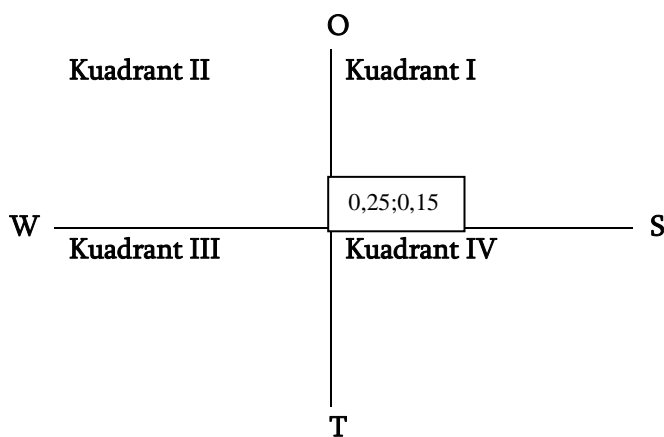 O
Kuadrant II Kuadrant I
0,25;0,15
W S
Kuadrant III Kuadrant IV
T